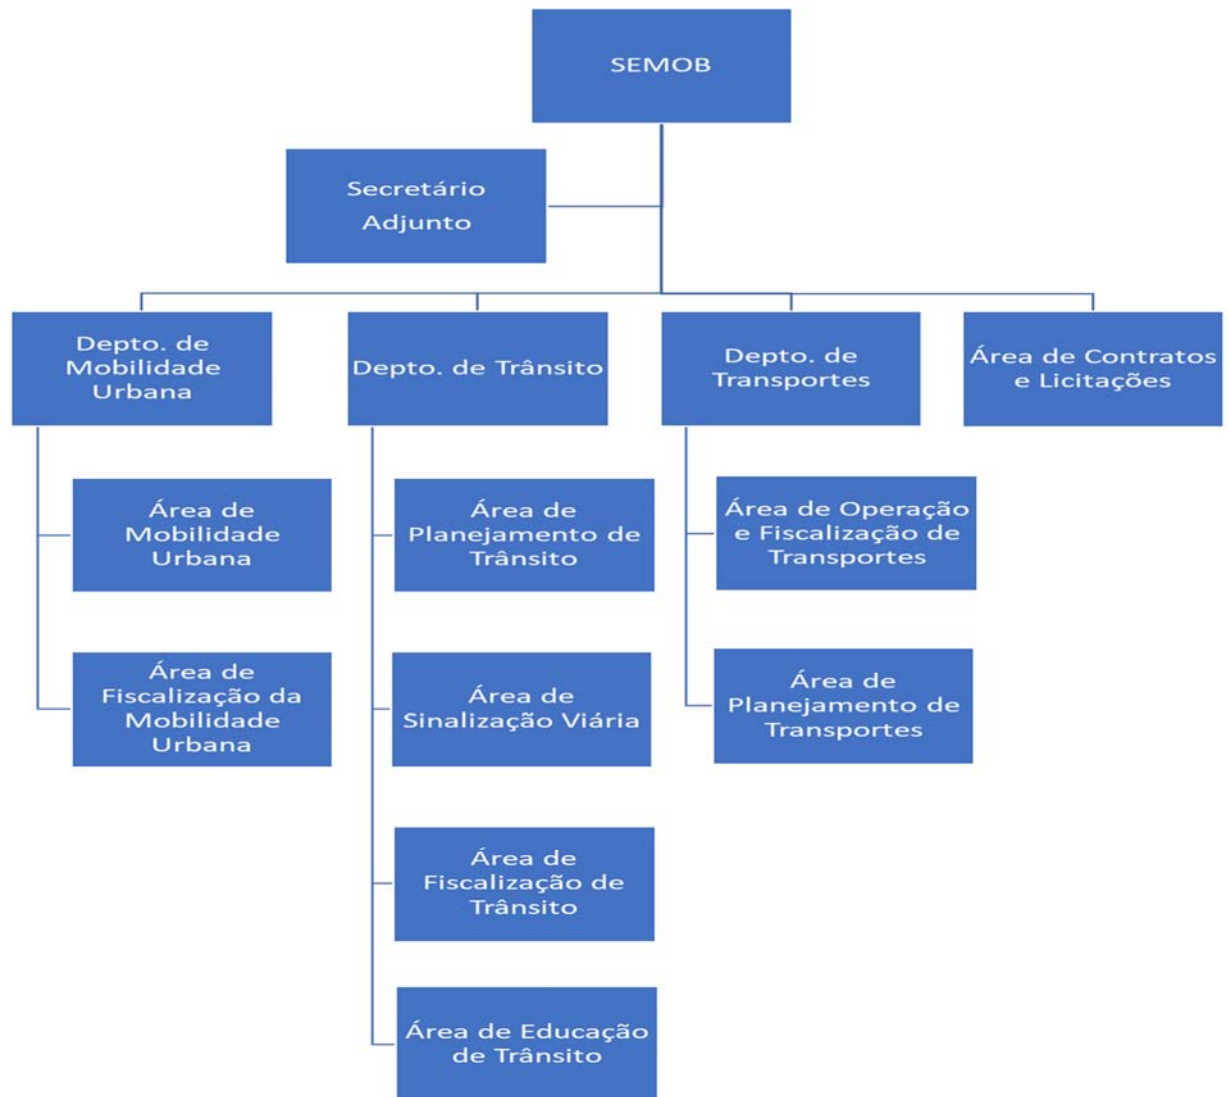 SEMOB
Secretário
Adjunto
Depto. de
Mobilidade
Urbana
Depto. de Trânsito
Depto. de
Transportes
Área de Contratos
e Licitações
Área de
Mobilidade
Urbana
Área de
Planejamento de
Trânsito
Área de Operação
e Fiscalização de
Transportes
Área de
Fiscalização da
Mobilidade
Urbana
Área de
Sinalização Viária
Área de
Planejamento de
Transportes
Área de
Fiscalização de
Trânsito
Área de Educação
de Trânsito